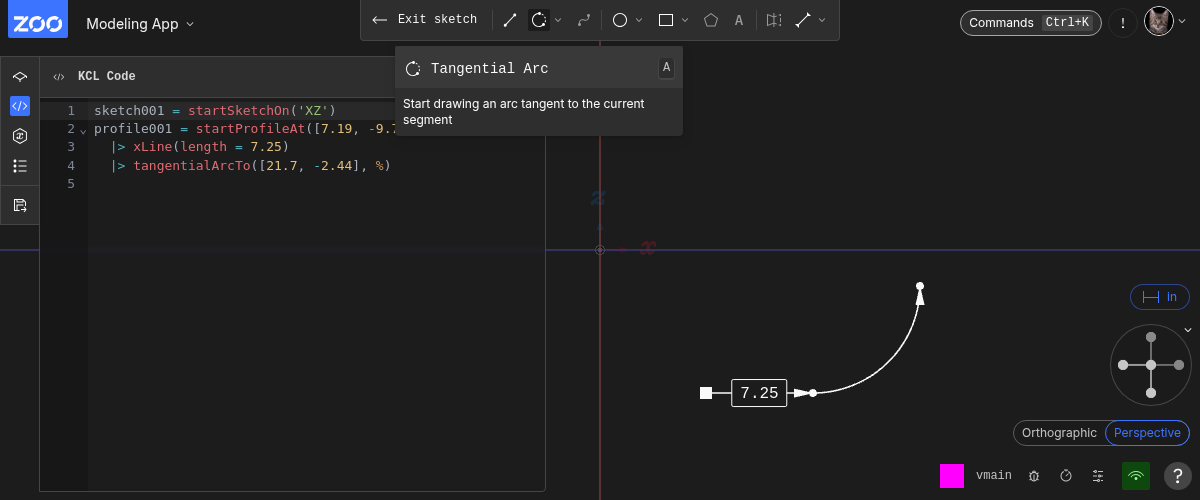 ZOO
Modeling App
Exit sketch
A
Commands Ctrl+K
!
Tangential Arc A
Start drawing an arc tangent to the current
segment
KCL Code
1 sketch001 = startSketchOn('XZ')
2 profile001 = startProfileAt([7.19, -9.7
3 |> xLine(length = 7.25)
4 |> tangentialArcTo([21.7, -2.44], %)
5
z
x
in
7.25
Orthographic Perspective
vmain
?